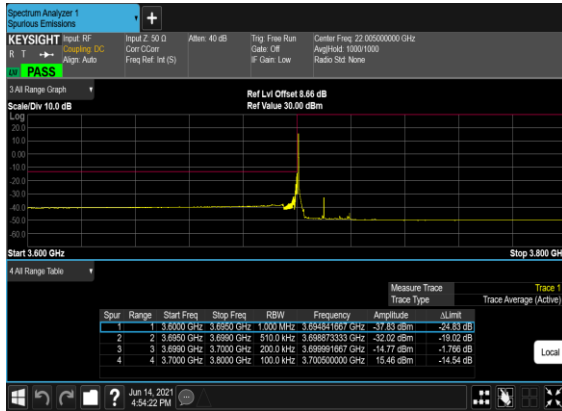 Spectrum Analyzer 1
Spurious Emissions
KEYSIGHT Input: RF Input Z: 50 Ω Atten: 40 dB Trig: Free Run Center Freq: 22.005000000 GHz
R T Coupling: DC Corr CCorr Gate: Off Avg|Hold: 1000/1000
Align: Auto Freq Ref: Int (S) IF Gain: Low Radio Std: None
PASS
3 All Range Graph
Ref Lvl Offset 8.66 dB
Scale/Div 10.0 dB Ref Value 30.00 dBm
Log
20.0
10.0
0.00
-10.0
-20.0
-30.0
-40.0
-50.0
-60.0
Start 3.600 GHz Stop 3.800 GH
4 All Range Table
Measure Trace Trace 1
Trace Type Trace Average (Active)
Spur Range Start Freq Stop Freq RBW Frequency Amplitude ΔLimit
1 1 3.6000 GHz 3.6950 GHz 1.000 MHz 3.694841667 GHz -37.83 dBm -24.83 dB
2 2 3.6950 GHz 3.6990 GHz 510.0 kHz 3.698873333 GHz -32.02 dBm -19.02 dB
3 3 3.6990 GHz 3.7000 GHz 200.0 kHz 3.699991667 GHz -14.77 dBm -1.766 dB
4 4 3.7000 GHz 3.8000 GHz 100.0 kHz 3.700500000 GHz 15.46 dBm -14.54 dB
Local
Jun 14, 2021
4:54:22 PM